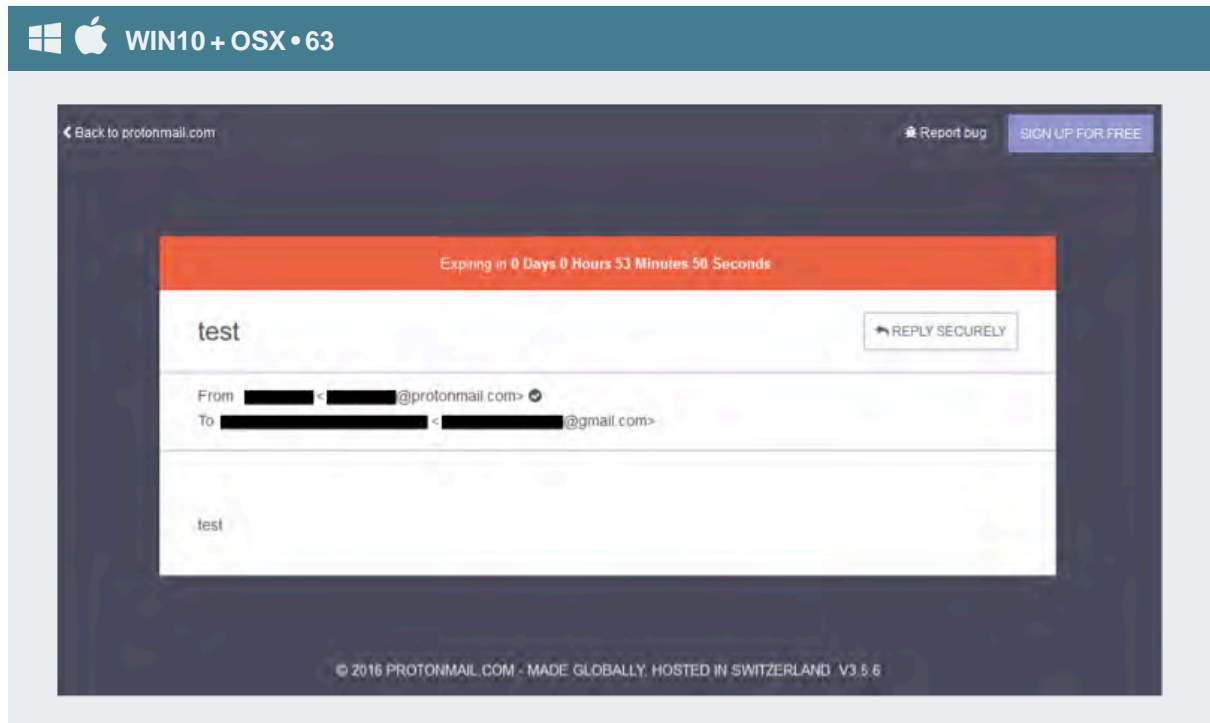 WIN10 + OSX • 63
Back to protonmail.com
Report bug
SIGN UP FOR FREE
Expiring in 0 Days 0 Hours 53 Minutes 50 Seconds
test
REPLY SECURELY
From < @protonmail.com>
To < @gmail.com>
test
© 2016 PROTONMAIL.COM - MADE GLOBALLY. HOSTED IN SWITZERLAND. V3.5.6